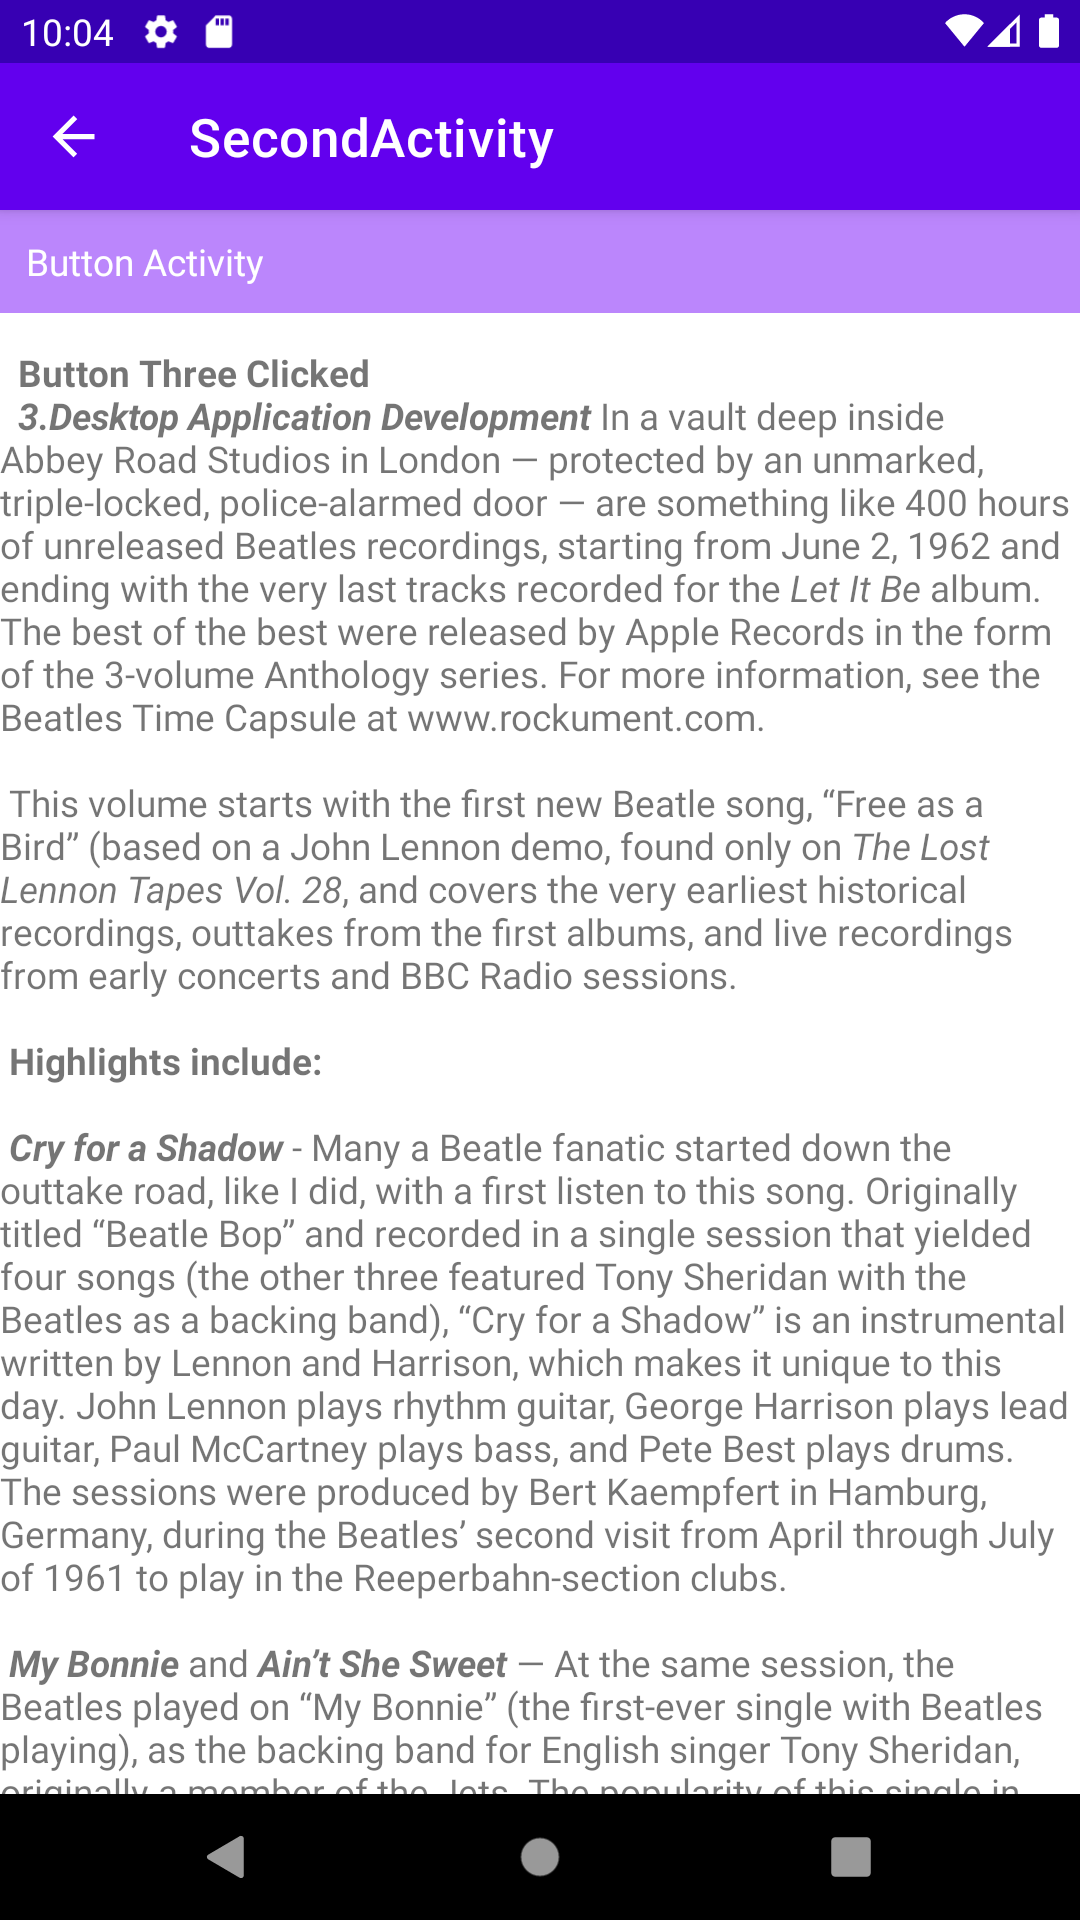 10:04
SecondActivity
Button Activity
Button Three Clicked
3.Desktop Application Development In a vault deep inside
Abbey Road Studios in London — protected by an unmarked,
triple-locked, police-alarmed door — are something like 400 hours
of unreleased Beatles recordings, starting from June 2, 1962 and
ending with the very last tracks recorded for the Let It Be album.
The best of the best were released by Apple Records in the form
of the 3-volume Anthology series. For more information, see the
Beatles Time Capsule at www.rockument.com.
This volume starts with the first new Beatle song, “Free as a
Bird” (based on a John Lennon demo, found only on The Lost
Lennon Tapes Vol. 28, and covers the very earliest historical
recordings, outtakes from the first albums, and live recordings
from early concerts and BBC Radio sessions.
Highlights include:
Cry for a Shadow - Many a Beatle fanatic started down the
outtake road, like I did, with a first listen to this song. Originally
titled “Beatle Bop” and recorded in a single session that yielded
four songs (the other three featured Tony Sheridan with the
Beatles as a backing band), “Cry for a Shadow” is an instrumental
written by Lennon and Harrison, which makes it unique to this
day. John Lennon plays rhythm guitar, George Harrison plays lead
guitar, Paul McCartney plays bass, and Pete Best plays drums.
The sessions were produced by Bert Kaempfert in Hamburg,
Germany, during the Beatles’ second visit from April through July
of 1961 to play in the Reeperbahn-section clubs.
My Bonnie and Ain’t She Sweet — At the same session, the
Beatles played on “My Bonnie” (the first-ever single with Beatles
playing), as the backing band for English singer Tony Sheridan,
originally a member of the Jets. The popularity of this single in